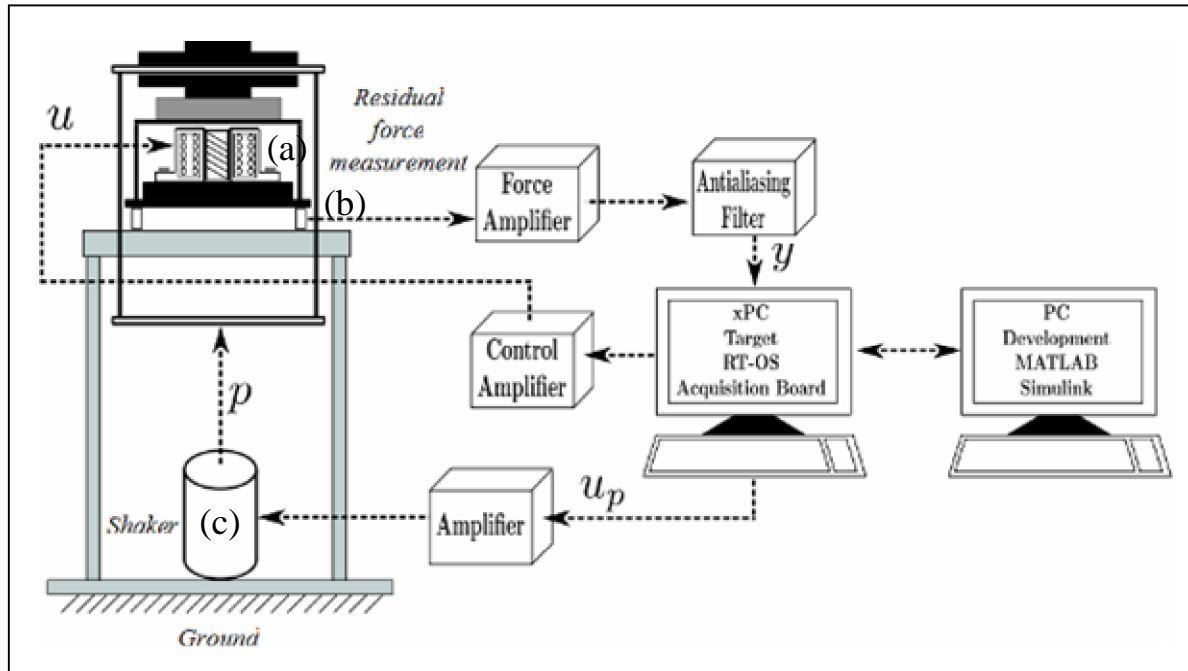 u
Residual
force
measurement
(a)
(b)
Force
Amplifier
Antialiasing
Filter
y
xPC
Target
RT-OS
Acquisition Board
PC
Development
MATLAB
Simulink
Control
Amplifier
p
u_p
Amplifier
Shaker
(c)
Ground